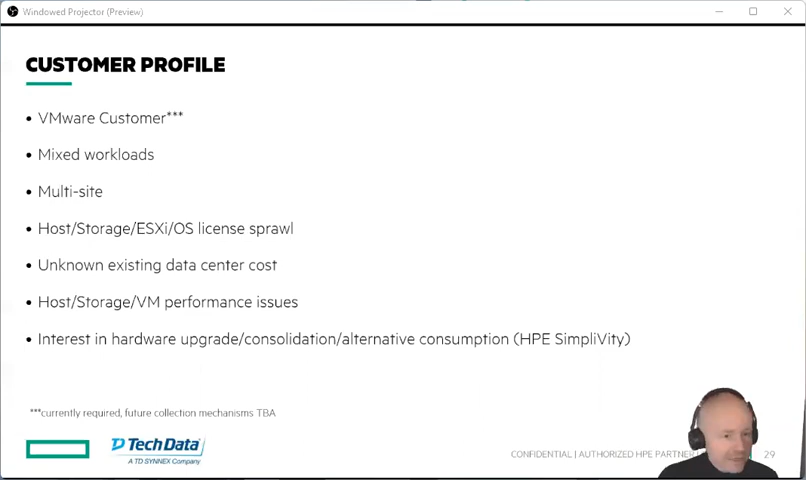 Windowed Projector (Preview)
CUSTOMER PROFILE
• VMware Customer***
• Mixed workloads
• Multi-site
• Host/Storage/ESXi/OS license sprawl
• Unknown existing data center cost
• Host/Storage/VM performance issues
• Interest in hardware upgrade/consolidation/alternative consumption (HPE SimpliVity)
***currently required, future collection mechanisms TBA
Tech Data
A TD SYNNEX Company
CONFIDENTIAL | AUTHORIZED HPE PARTNER
29